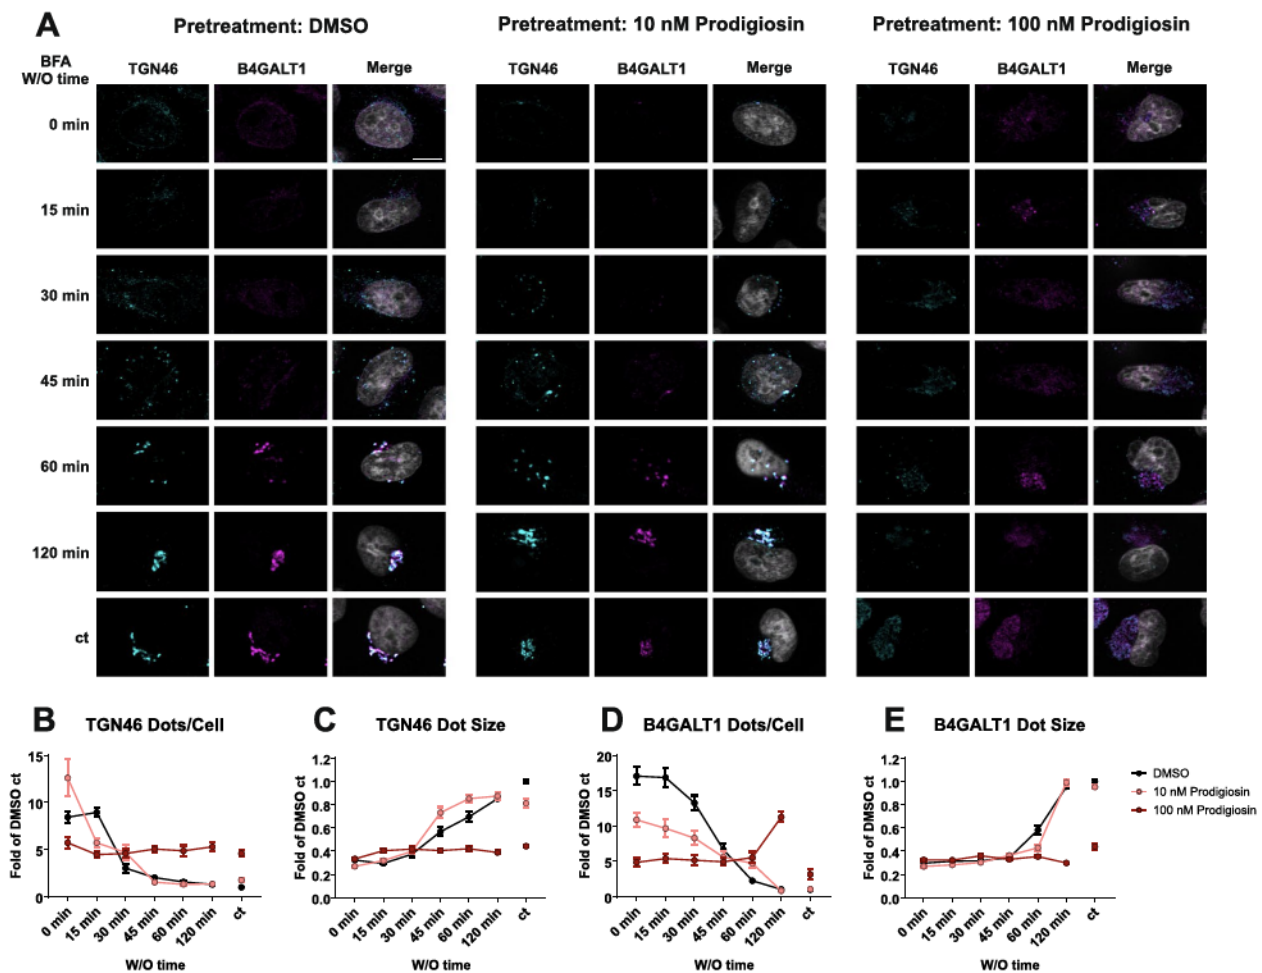 A
Pretreatment: DMSO
Pretreatment: 10 nM Prodigiosin
Pretreatment: 100 nM Prodigiosin
BFA
W/O time
TGN46 B4GALT1 Merge
TGN46 B4GALT1 Merge
TGN46 B4GALT1 Merge
0 min
15 min
30 min
45 min
60 min
120 min
ct
B
TGN46 Dots/Cell
Fold of DMSO ct
15
10
5
0
0 min 15 min 30 min 45 min 60 min 120 min ct
W/O time
C
TGN46 Dot Size
Fold of DMSO ct
1.2
1.0
0.8
0.6
0.4
0.2
0.0
0 min 15 min 30 min 45 min 60 min 120 min ct
W/O time
D
B4GALT1 Dots/Cell
Fold of DMSO ct
20
15
10
5
0
0 min 15 min 30 min 45 min 60 min 120 min ct
W/O time
E
B4GALT1 Dot Size
Fold of DMSO ct
1.2
1.0
0.8
0.6
0.4
0.2
0.0
0 min 15 min 30 min 45 min 60 min 120 min ct
W/O time
DMSO
10 nM Prodigiosin
100 nM Prodigiosin